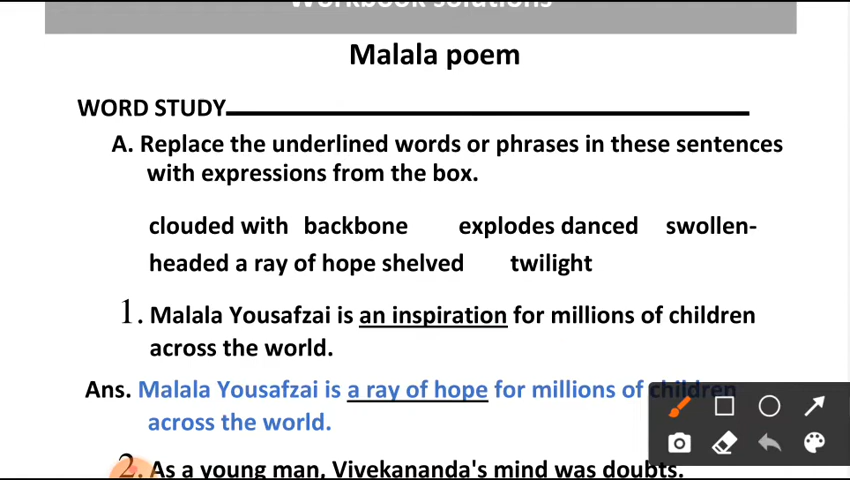 Workbook solutions
Malala poem
WORD STUDY
A. Replace the underlined words or phrases in these sentences
with expressions from the box.
clouded with backbone explodes danced swollen-
headed a ray of hope shelved twilight
1. Malala Yousafzai is an inspiration for millions of children
across the world.
Ans. Malala Yousafzai is a ray of hope for millions of children
across the world.
2. As a young man, Vivekananda's mind was doubts.